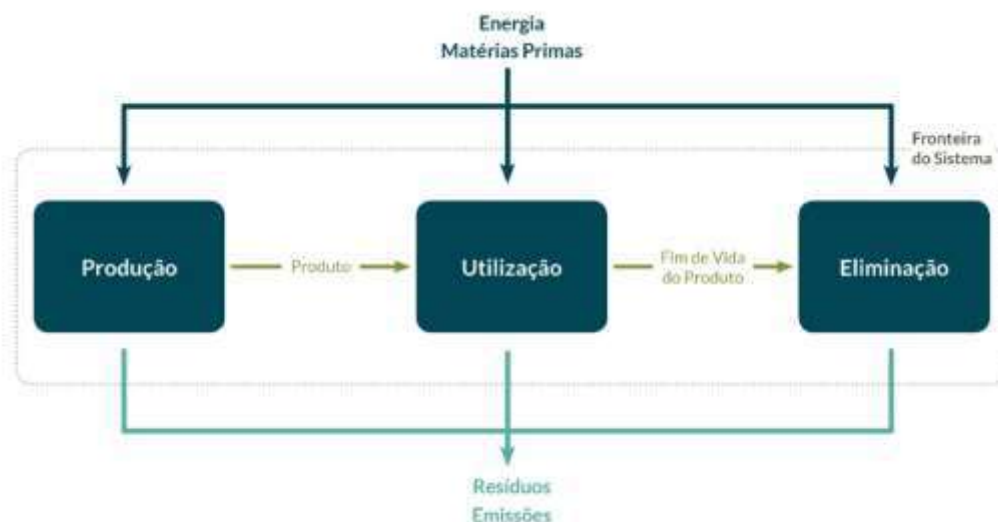 Energia
Matérias Primas
Fronteira
do Sistema
Produção
Produto
Utilização
Fim de Vida
do Produto
Eliminação
Resíduos
Emissões